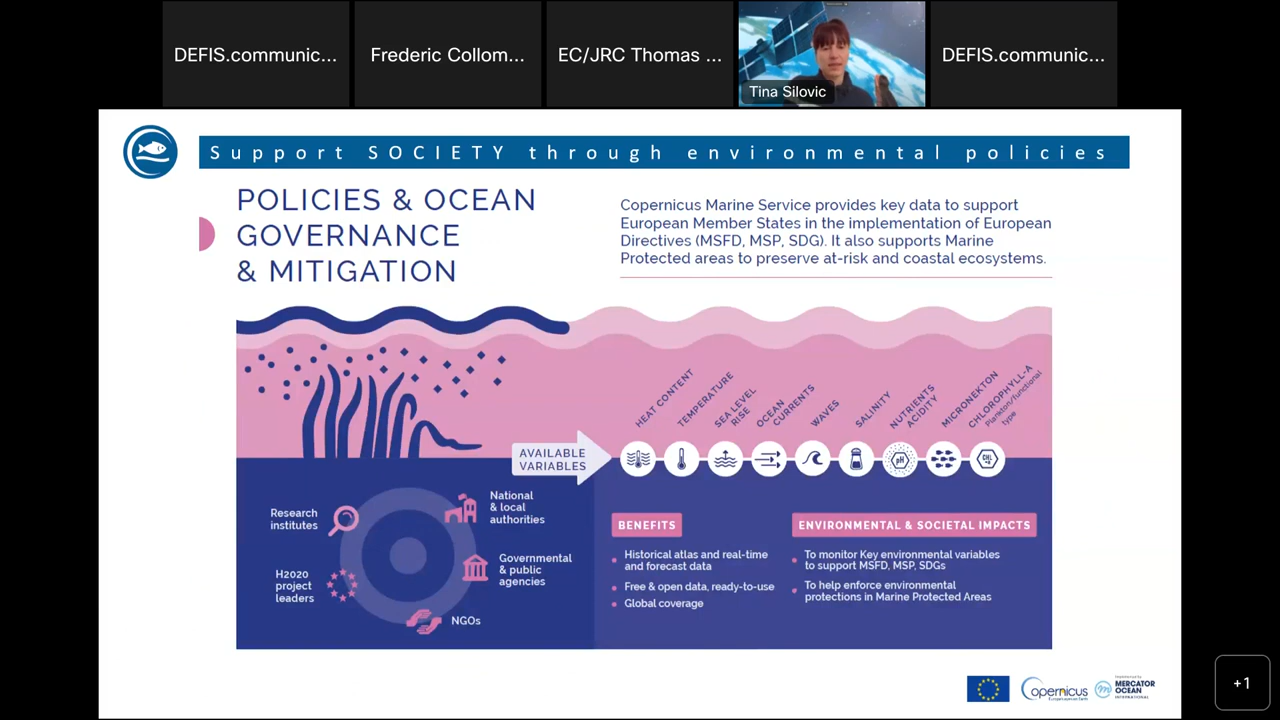 DEFIS.communic...
Frederic Collom...
EC/JRC Thomas ...
Tina Silovic
DEFIS.communic...
Support SOCIETY through environmental policies
POLICIES & OCEAN
GOVERNANCE
& MITIGATION
Copernicus Marine Service provides key data to support
European Member States in the implementation of European
Directives (MSFD, MSP, SDG). It also supports Marine
Protected areas to preserve at-risk and coastal ecosystems.
HEAT CONTENT
TEMPERATURE
SEA LEVEL
RISE
OCEAN
CURRENTS
WAVES
SALINITY
NUTRIENTS
ACIDITY
MICRONEKTON
CHLOROPHYLL-A
Plankton/functional
type
AVAILABLE
VARIABLES
pH
CHL
-a
Research
institutes
National
& local
authorities
H2020
project
leaders
Governmental
& public
agencies
NGOs
BENEFITS
Historical atlas and real-time
and forecast data
Free & open data, ready-to-use
Global coverage
ENVIRONMENTAL & SOCIETAL IMPACTS
To monitor Key environmental variables
to support MSFD, MSP, SDGs
To help enforce environmental
protections in Marine Protected Areas
opernicus
MERCATOR
OCEAN
INTERNATIONAL
+1